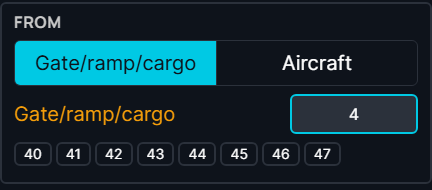 FROM
Gate/ramp/cargo Aircraft
Gate/ramp/cargo 4
40 41 42 43 44 45 46 47